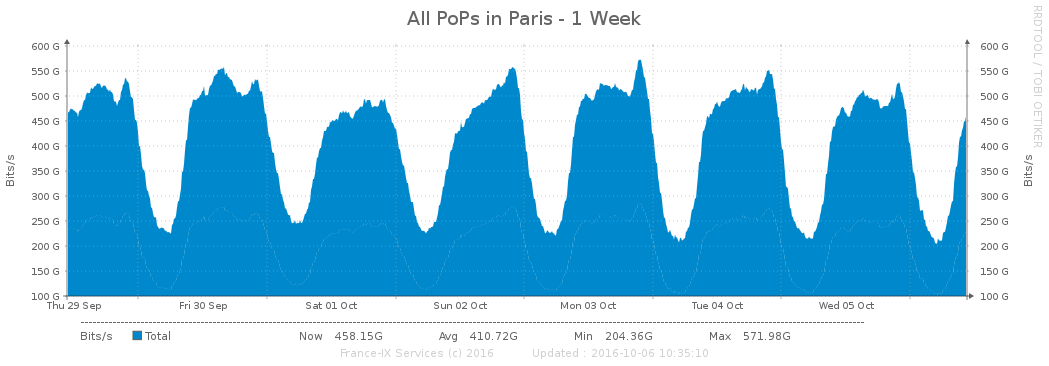 All PoPs in Paris - 1 Week
RRDTOOL / TOBI OETIKER
Bits/s
600 G
550 G
500 G
450 G
400 G
350 G
300 G
250 G
200 G
150 G
100 G
600 G
550 G
500 G
450 G
400 G
350 G
300 G
250 G
200 G
150 G
100 G
Bits/s
Thu 29 Sep Fri 30 Sep Sat 01 Oct Sun 02 Oct Mon 03 Oct Tue 04 Oct Wed 05 Oct
Bits/s Total Now 458.15G Avg 410.72G Min 204.36G Max 571.98G
France-IX Services (c) 2016 Updated : 2016-10-06 10:35:10